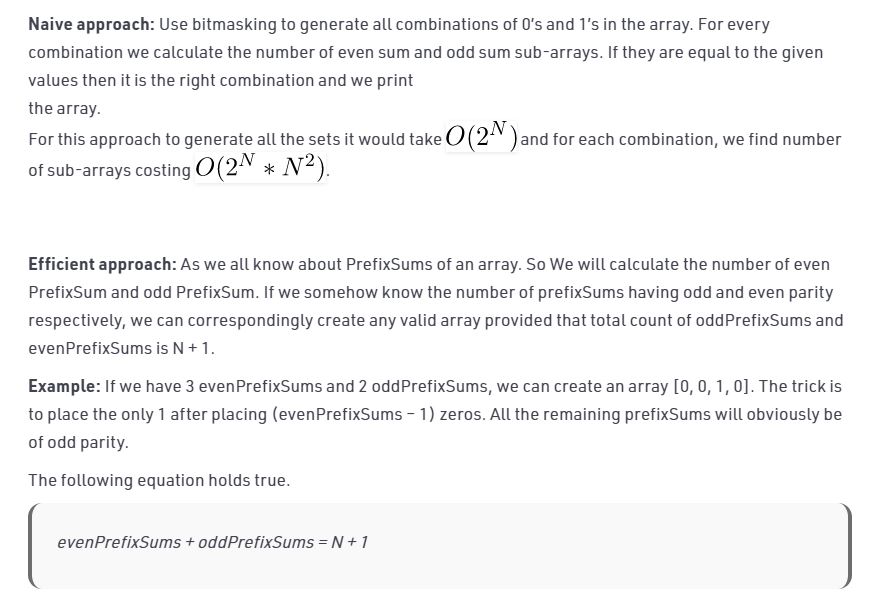 Naive approach: Use bitmasking to generate all combinations of 0's and 1's in the array. For every
combination we calculate the number of even sum and odd sum sub-arrays. If they are equal to the given
values then it is the right combination and we print
the array.
For this approach to generate all the sets it would take O(2^N) and for each combination, we find number
of sub-arrays costing O(2^N * N^2).
Efficient approach: As we all know about PrefixSums of an array. So We will calculate the number of even
PrefixSum and odd PrefixSum. If we somehow know the number of prefixSums having odd and even parity
respectively, we can correspondingly create any valid array provided that total count of oddPrefixSums and
evenPrefixSums is N + 1.
Example: If we have 3 evenPrefixSums and 2 oddPrefixSums, we can create an array [0, 0, 1, 0]. The trick is
to place the only 1 after placing (evenPrefixSums – 1) zeros. All the remaining prefixSums will obviously be
of odd parity.
The following equation holds true.
evenPrefixSums + oddPrefixSums = N + 1